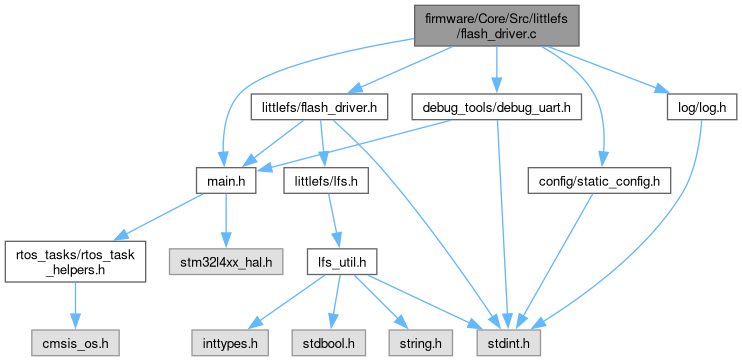 firmware/Core/Src/littlefs
/flash_driver.c
littlefs/flash_driver.h
debug_tools/debug_uart.h
log/log.h
main.h
littlefs/lfs.h
config/static_config.h
rtos_tasks/rtos_task
_helpers.h
stm32l4xx_hal.h
lfs_util.h
cmsis_os.h
inttypes.h
stdbool.h
string.h
stdint.h